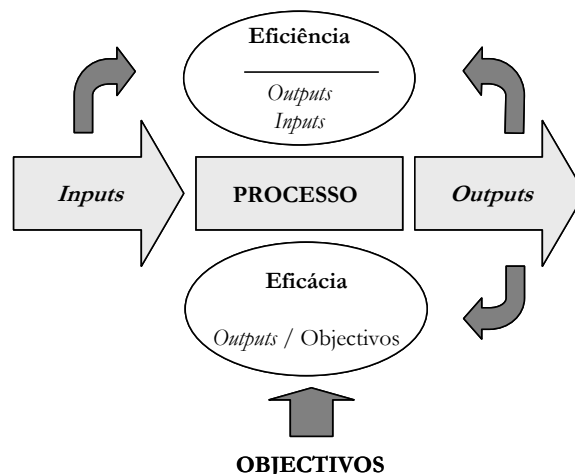 Eficiência
Outputs
Inputs
Inputs
PROCESSO
Outputs
Eficácia
Outputs / Objectivos
OBJECTIVOS